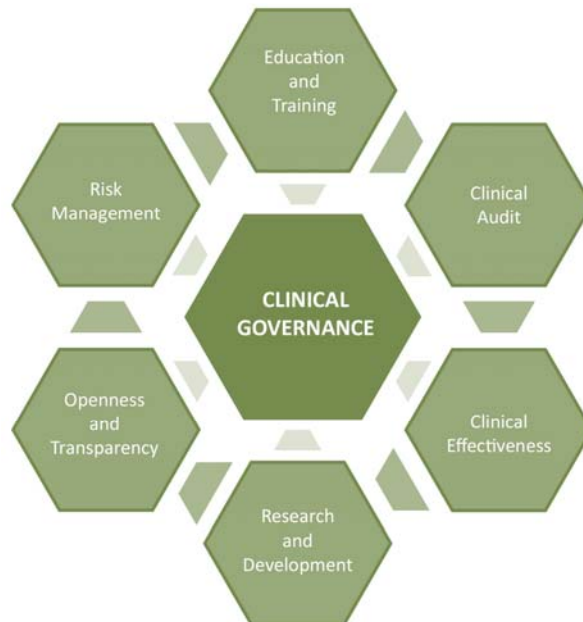 Education
and
Training
Risk
Management
Clinical
Audit
CLINICAL
GOVERNANCE
Openness
and
Transparency
Clinical
Effectiveness
Research
and
Development